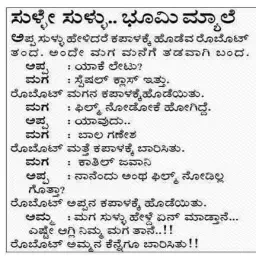 ಸುಳ್ಳೇ ಸುಳ್ಳು.. ಭೂಮಿ ಮ್ಯಾಲೆ
ಅಪ್ಪ ಸುಳ್ಳು ಹೇಳಿದರೆ ಕಪಾಳಕ್ಕೆ ಹೊಡೆವ ರೊಬೋಟ್
ತಂದ. ಅಂದೇ ಮಗ ಮನೆಗೆ ತಡವಾಗಿ ಬಂದ.
ಅಪ್ಪ : ಯಾಕೆ ಲೇಟು?
ಮಗ : ಸ್ಪೆಷಲ್ ಕ್ಲಾಸ್ ಇತ್ತು.
ರೊಬೋಟ್ ಮಗನ ಕಪಾಳಕ್ಕೆಹೊಡೆಯಿತು.
ಮಗ : ಫಿಲ್ಮ್ ನೋಡೋಕೆ ಹೋಗಿದ್ದೆ.
ಅಪ್ಪ : ಯಾವುದು..
ಮಗ : ಬಾಲ ಗಣೇಶ
ರೊಬೋಟ್ ಮತ್ತೆ ಕಪಾಳಕ್ಕೆ ಬಾರಿಸಿತು.
ಮಗ : ಕಾತಿಲ್ ಜವಾನಿ
ಅಪ್ಪ : ನಾನೆಂದು ಅಂಥ ಫಿಲ್ಮ್ ನೋಡಿಲ್ಲ
ಗೊತ್ತಾ?
ರೊಬೋಟ್ ಅಪ್ಪನ ಕಪಾಳಕ್ಕೆ ಹೊಡೆಯಿತು.
ಅಮ್ಮ : ಮಗ ಸುಳ್ಳು ಹೇಳ್ದೆ ಏನ್ ಮಾಡ್ತಾನೆ...
ಎಷ್ಟೇ ಆಗ್ಲಿ ನಿಮ್ಮ ಮಗ ತಾನೆ..!!
ರೊಬೋಟ್ ಅಮ್ಮನ ಕೆನ್ನೆಗೂ ಬಾರಿಸಿತು!!